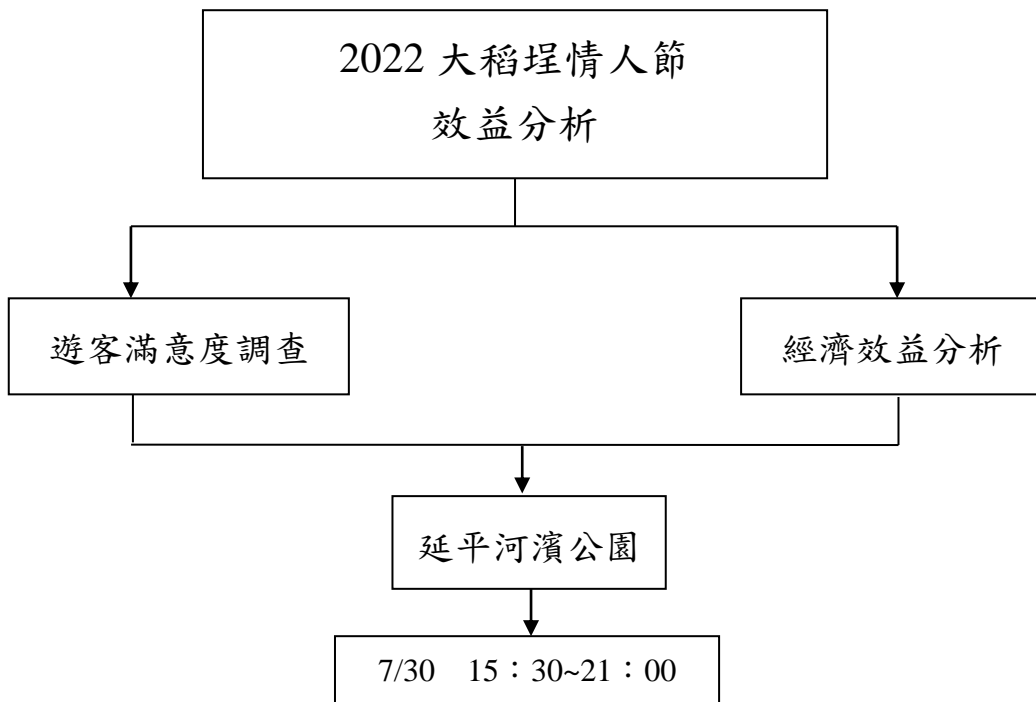 2022 大稻埕情人節
效益分析
遊客滿意度調查
經濟效益分析
延平河濱公園
7/30　15：30~21：00